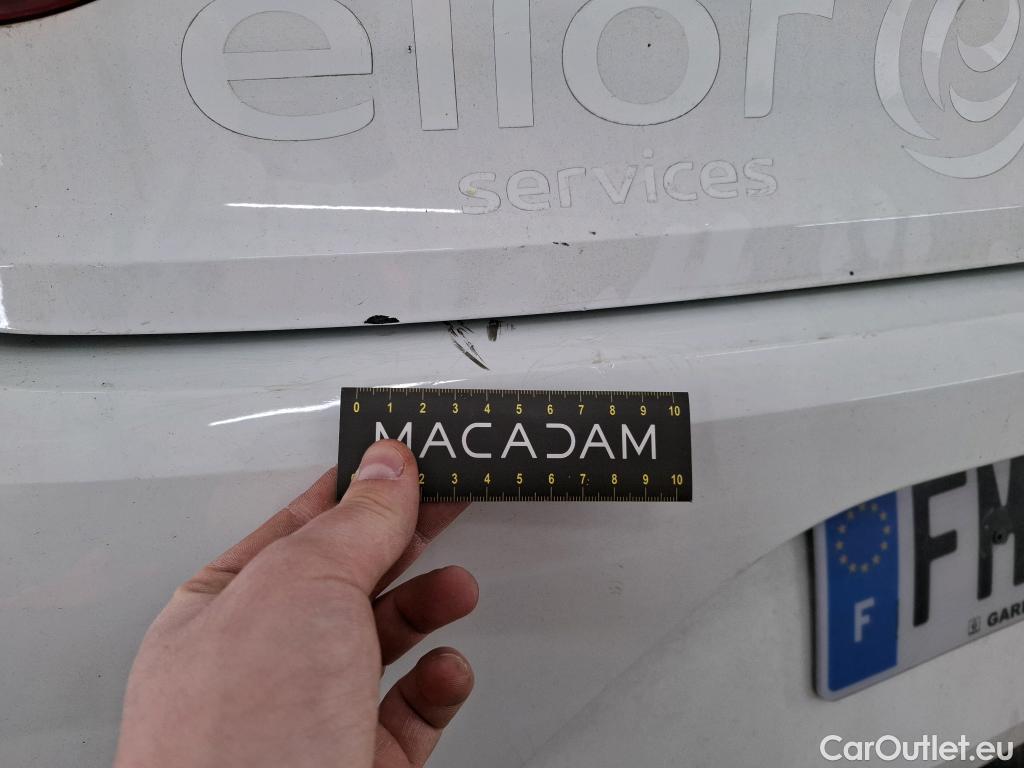 ellor
services
0 1 2 3 4 5 6 7 8 9 10
MACADAM
2 3 4 5 6 7 8 9 10
F
FM
GAR
CarOutlet.eu